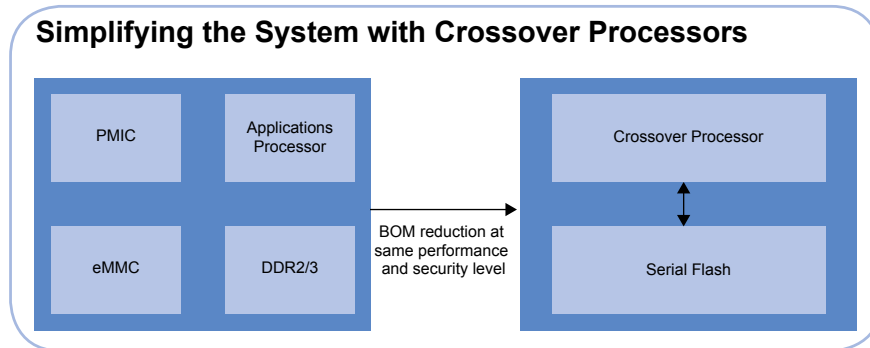 Simplifying the System with Crossover Processors
PMIC
Applications
Processor
eMMC
DDR2/3
BOM reduction at
same performance
and security level
Crossover Processor
Serial Flash